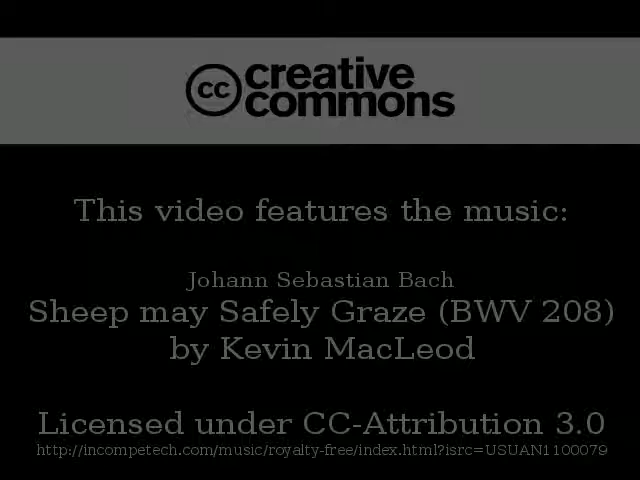 cc creative
commons
This video features the music:
Johann Sebastian Bach
Sheep may Safely Graze (BWV 208)
by Kevin MacLeod
Licensed under CC-Attribution 3.0
http://incompetech.com/music/royalty-free/index.html?isrc=USUAN1100079